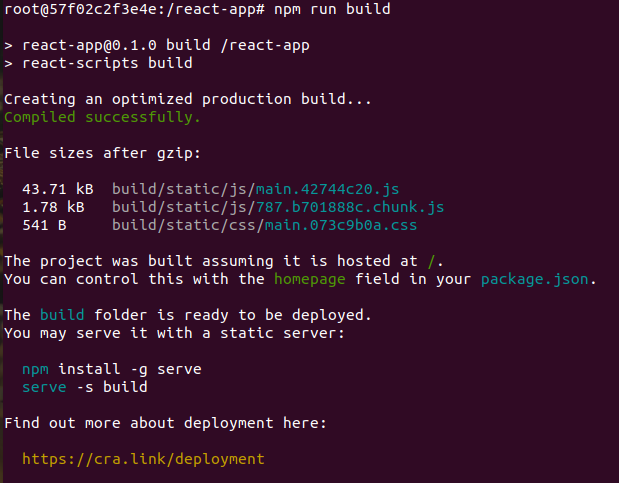 root@57f02c2f3e4e:/react-app# npm run build
> react-app@0.1.0 build /react-app
> react-scripts build
Creating an optimized production build...
Compiled successfully.
File sizes after gzip:
43.71 kB  build/static/js/main.42744c20.js
1.78 kB   build/static/js/787.b701888c.chunk.js
541 B     build/static/css/main.073c9b0a.css
The project was built assuming it is hosted at /.
You can control this with the homepage field in your package.json.
The build folder is ready to be deployed.
You may serve it with a static server:
npm install -g serve
serve -s build
Find out more about deployment here:
https://cra.link/deployment